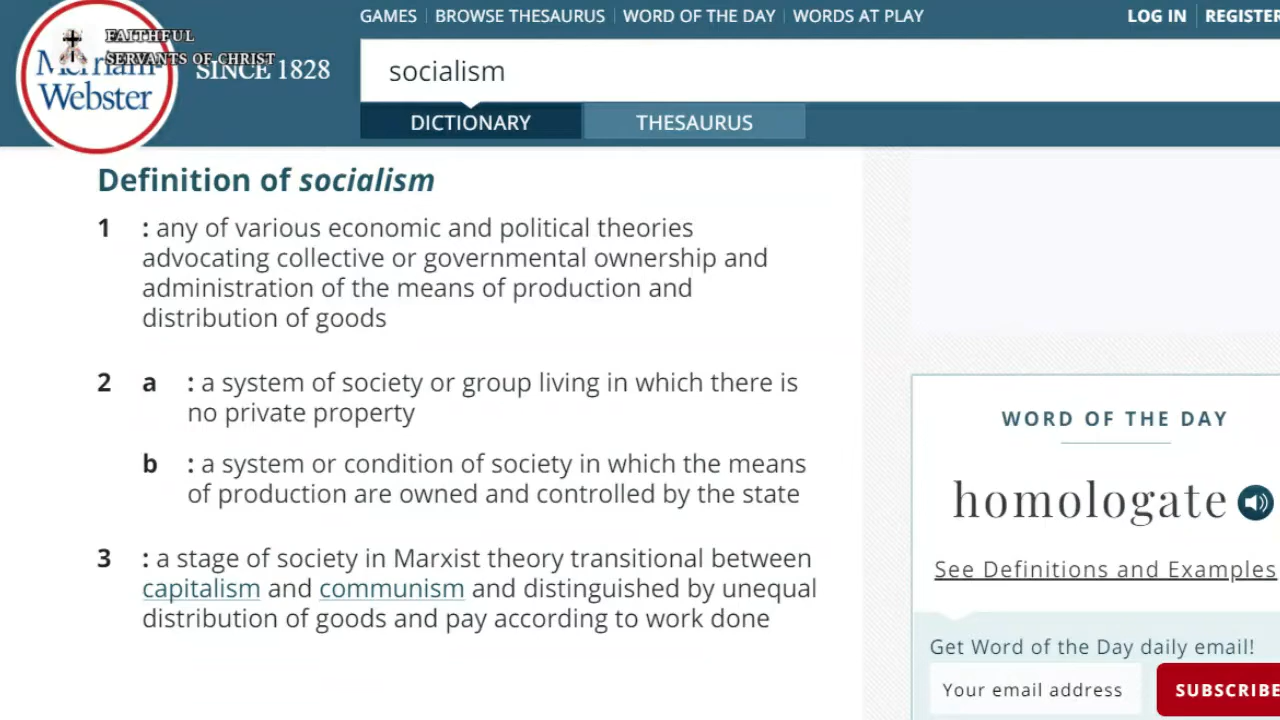 GAMES BROWSE THESAURUS WORD OF THE DAY WORDS AT PLAY LOG IN REGISTER
FAITHFUL
SERVANTS OF CHRIST
Merriam-
Webster
SINCE 1828
socialism
DICTIONARY THESAURUS
Definition of socialism
1 : any of various economic and political theories
advocating collective or governmental ownership and
administration of the means of production and
distribution of goods
2 a : a system of society or group living in which there is
no private property
b : a system or condition of society in which the means
of production are owned and controlled by the state
3 : a stage of society in Marxist theory transitional between
capitalism and communism and distinguished by unequal
distribution of goods and pay according to work done
WORD OF THE DAY
homologate
See Definitions and Examples
Get Word of the Day daily email!
Your email address SUBSCRIBE